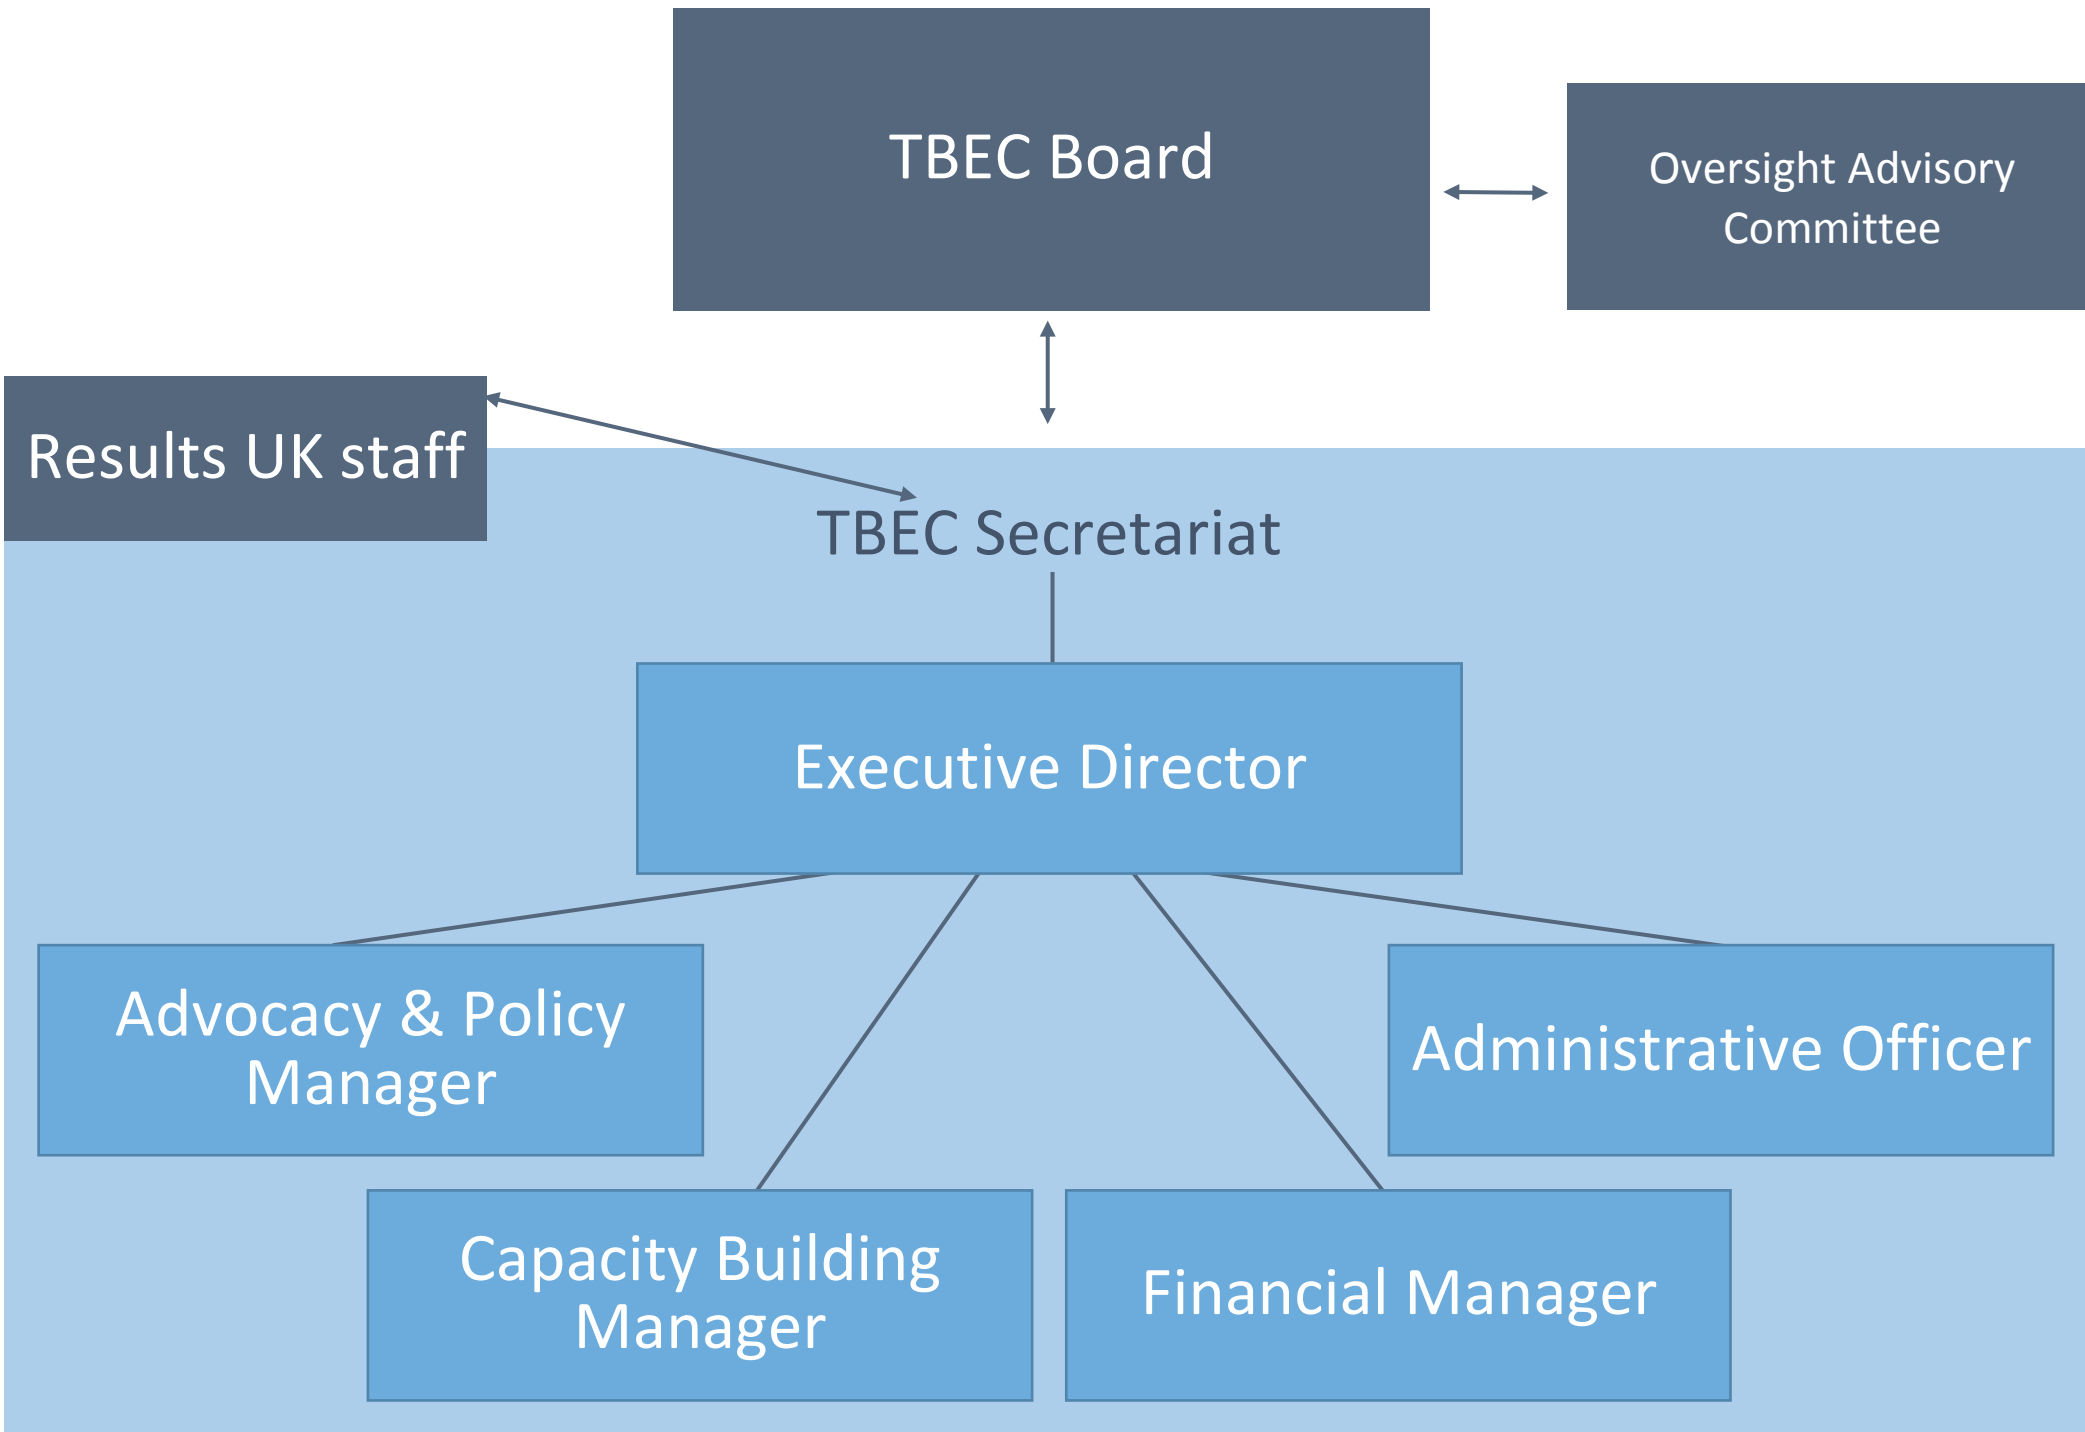 TBEC Board
Oversight Advisory
Committee
Results UK staff
TBEC Secretariat
Executive Director
Advocacy & Policy
Manager
Administrative Officer
Capacity Building
Manager
Financial Manager